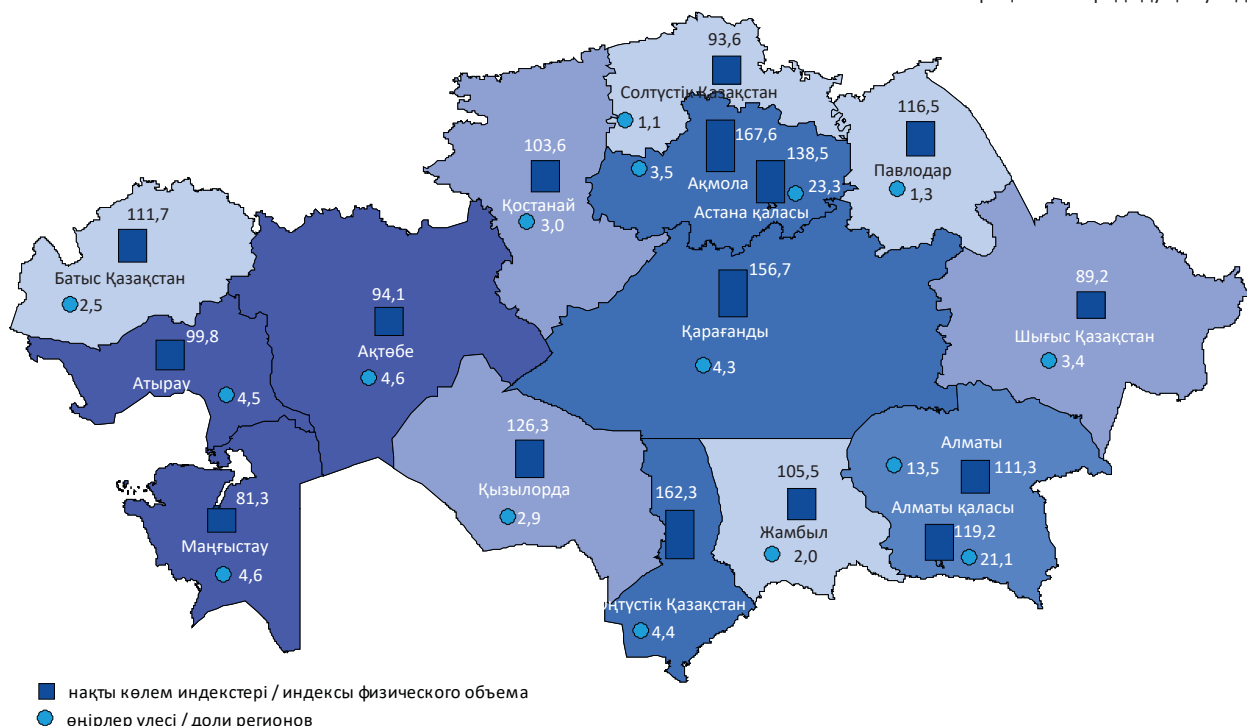 93,6
Солтүстік Қазақстан
1,1
116,5
Павлодар
1,3
167,6
Ақмола
3,5
138,5
23,3
Астана қаласы
103,6
Қостанай
3,0
111,7
Батыс Қазақстан
2,5
94,1
Ақтөбе
4,6
156,7
Қарағанды
4,3
89,2
Шығыс Қазақстан
3,4
99,8
Атырау
4,5
126,3
Қызылорда
2,9
81,3
Маңғыстау
4,6
162,3
4,4
105,5
Жамбыл
2,0
Алматы
13,5
111,3
Алматы қаласы
119,2
21,1
Қазақстан
нақты көлем индекстері / индексы физического объема
өңірлер үлесі / доли регионов